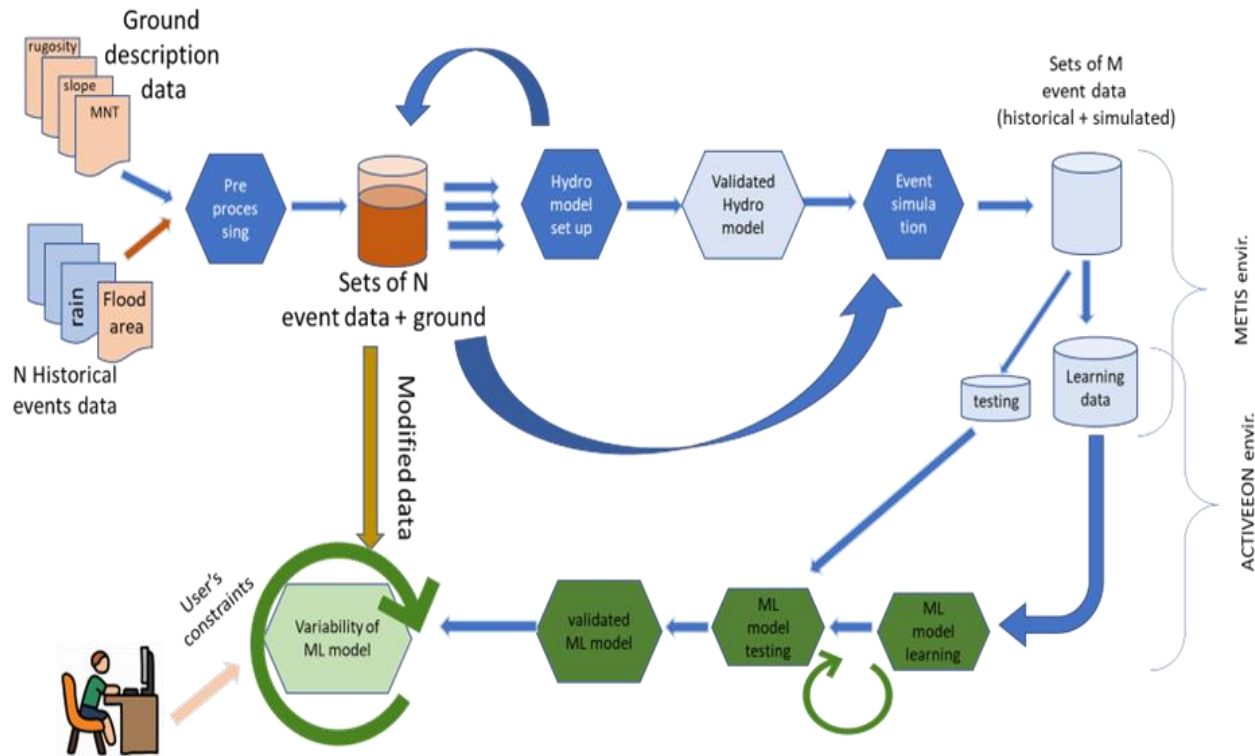 Ground
description
data
rugosity
slope
MNT
rain
Flood
area
N Historical
events data
Pre
proces
sing
Sets of N
event data + ground
Hydro
model
set up
Validated
Hydro
model
Event
simula
tion
Sets of M
event data
(historical + simulated)
testing
Learning
data
METIS envir.
ACTIVEEON envir.
Modified data
User's
constraints
Variability of
ML model
validated
ML model
ML
model
testing
ML
model
learning